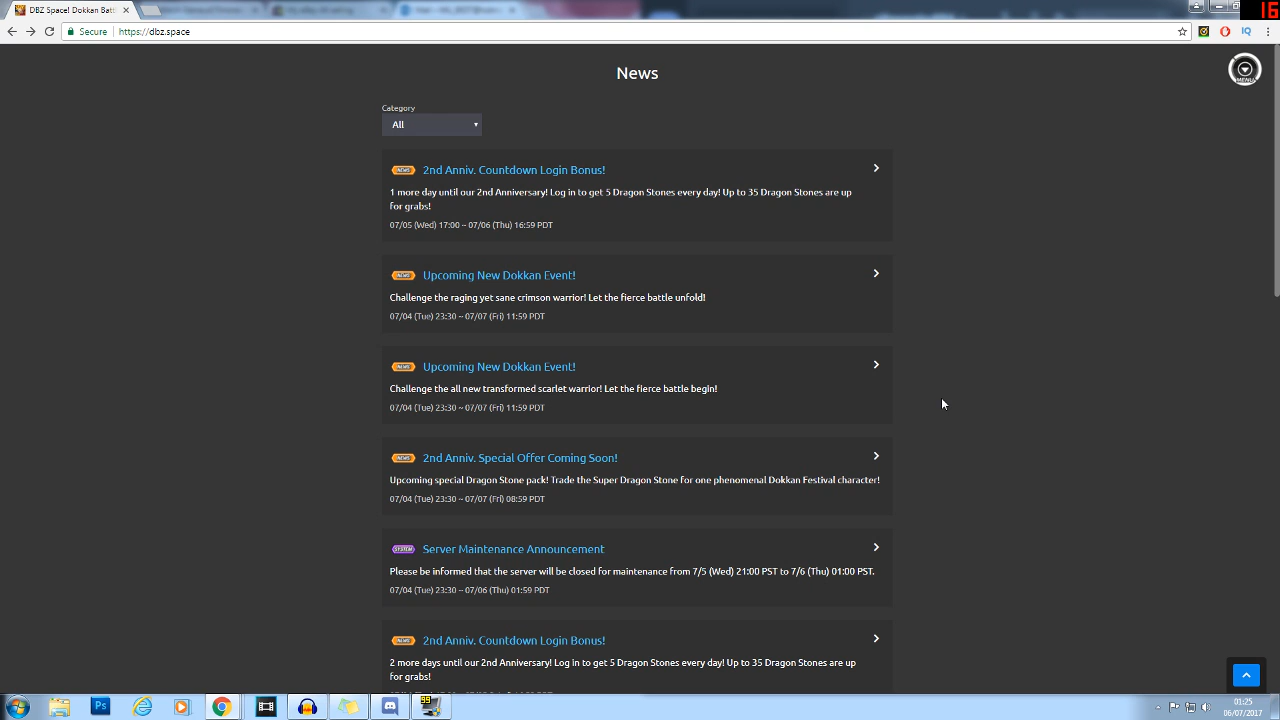 DBZ Space! Dokkan Batt
16
Secure
https://dbz.space
IQ
News
MENU
Category
All
NEWS 2nd Anniv. Countdown Login Bonus!
1 more day until our 2nd Anniversary! Log in to get 5 Dragon Stones every day! Up to 35 Dragon Stones are up
for grabs!
07/05 (Wed) 17:00 ~ 07/06 (Thu) 16:59 PDT
NEWS Upcoming New Dokkan Event!
Challenge the raging yet sane crimson warrior! Let the fierce battle unfold!
07/04 (Tue) 23:30 ~ 07/07 (Fri) 11:59 PDT
NEWS Upcoming New Dokkan Event!
Challenge the all new transformed scarlet warrior! Let the fierce battle begin!
07/04 (Tue) 23:30 ~ 07/07 (Fri) 11:59 PDT
NEWS 2nd Anniv. Special Offer Coming Soon!
Upcoming special Dragon Stone pack! Trade the Super Dragon Stone for one phenomenal Dokkan Festival character!
07/04 (Tue) 23:30 ~ 07/07 (Fri) 08:59 PDT
SYSTEM Server Maintenance Announcement
Please be informed that the server will be closed for maintenance from 7/5 (Wed) 21:00 PST to 7/6 (Thu) 01:00 PST.
07/04 (Tue) 23:30 ~ 07/06 (Thu) 01:59 PDT
NEWS 2nd Anniv. Countdown Login Bonus!
2 more days until our 2nd Anniversary! Log in to get 5 Dragon Stones every day! Up to 35 Dragon Stones are up
for grabs!
Ps
99
01:25
06/07/2017